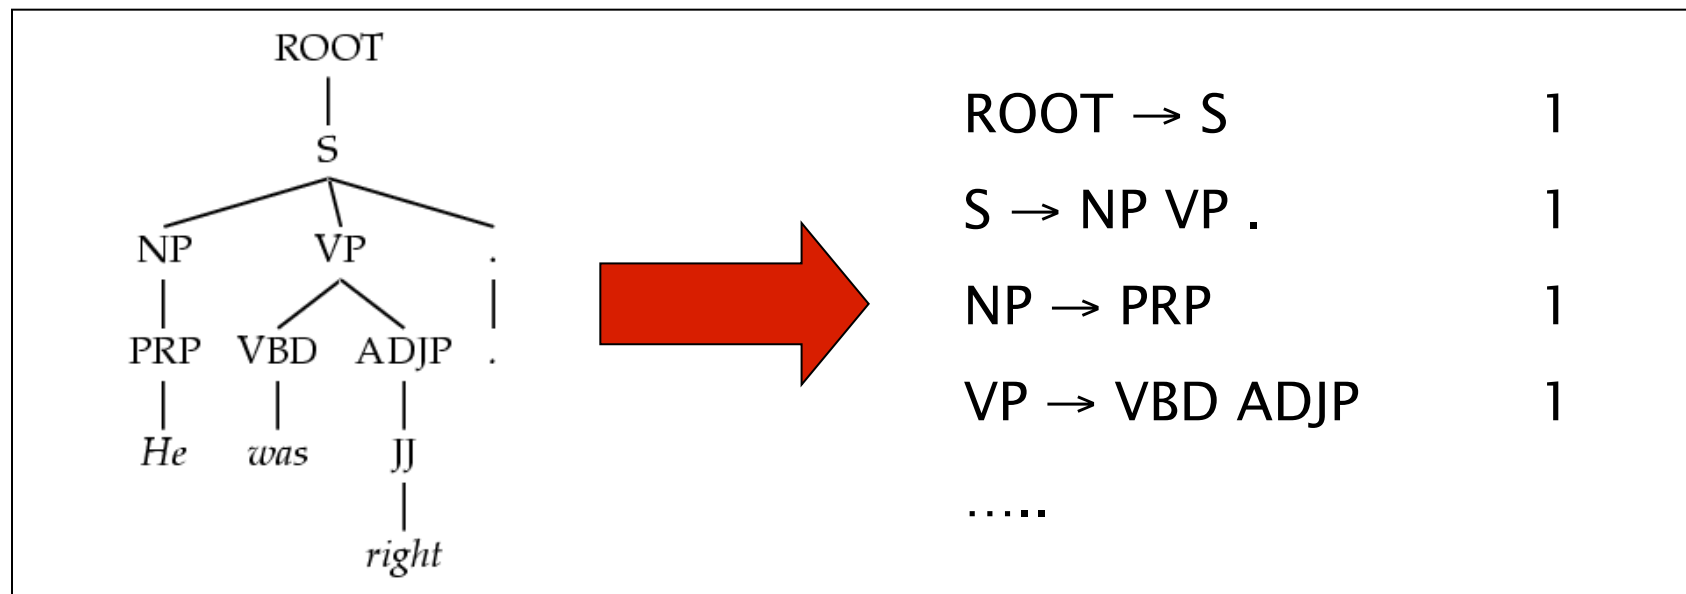 ROOT
S
NP VP .
PRP VBD ADJP .
He was JJ
right
ROOT → S 1
S → NP VP . 1
NP → PRP 1
VP → VBD ADJP 1
.....